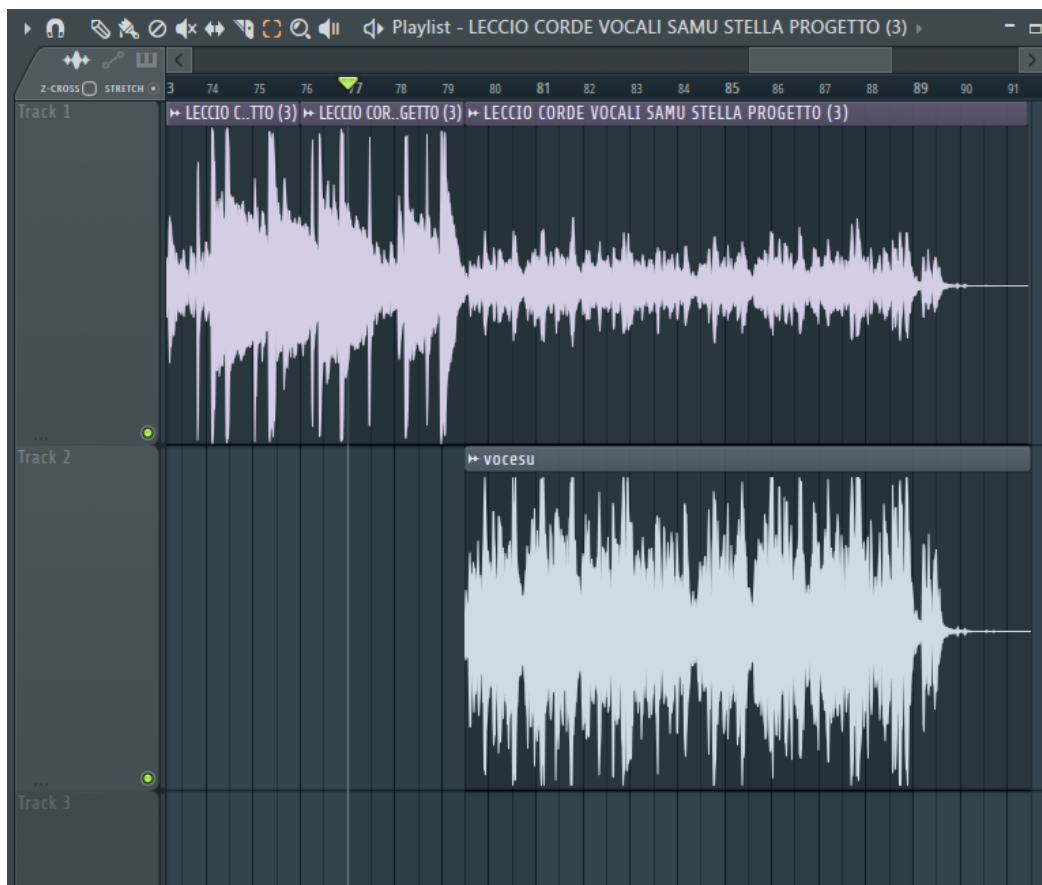 Playlist - LECCIO CORDE VOCALI SAMU STELLA PROGETTO (3)
Z-CROSS STRETCH 3 74 75 76 77 78 79 80 81 82 83 84 85 86 87 88 89 90 91
Track 1
LECCIO C..TTO (3) LECCIO COR..GETTO (3) LECCIO CORDE VOCALI SAMU STELLA PROGETTO (3)
...
Track 2
vocesu
...
Track 3